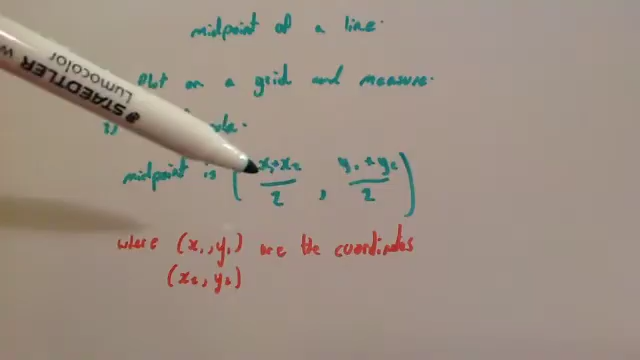 midpoint of a line.
Plot on a grid and measure.
STAEDTLER
Lumocolor
midpoint is ( x₁+x₂/2 , y₁+y₂/2 )
where (x₁, y₁) are the coordinates
(x₂, y₂)